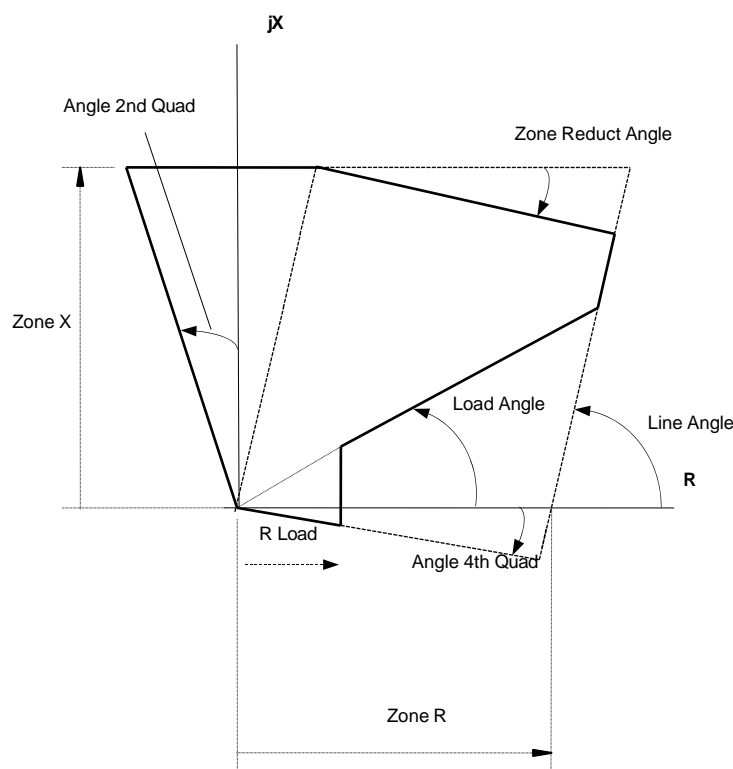 jX
Angle 2nd Quad
Zone Reduct Angle
Zone X
Load Angle
Line Angle
R
R Load
Angle 4th Quad
Zone R